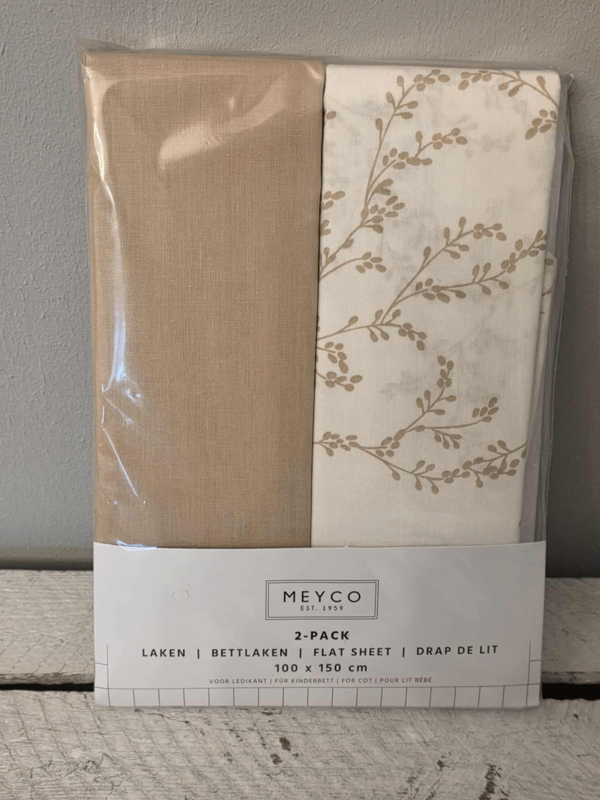 MEYCO
EST. 1959
2-PACK
LAKEN | BETTLAKEN | FLAT SHEET | DRAP DE LIT
100 x 150 cm
VOOR LEDIKANT | FÜR KINDERBETT | FOR COT | POUR LIT BÉBÉ